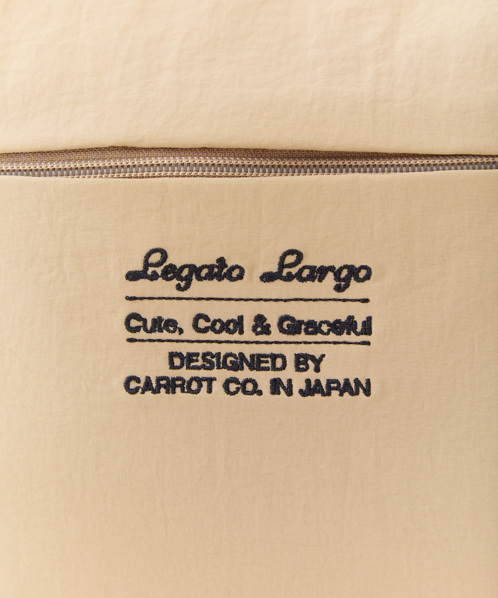 Legato Largo
Cute, Cool & Graceful
DESIGNED BY
CARROT CO. IN JAPAN